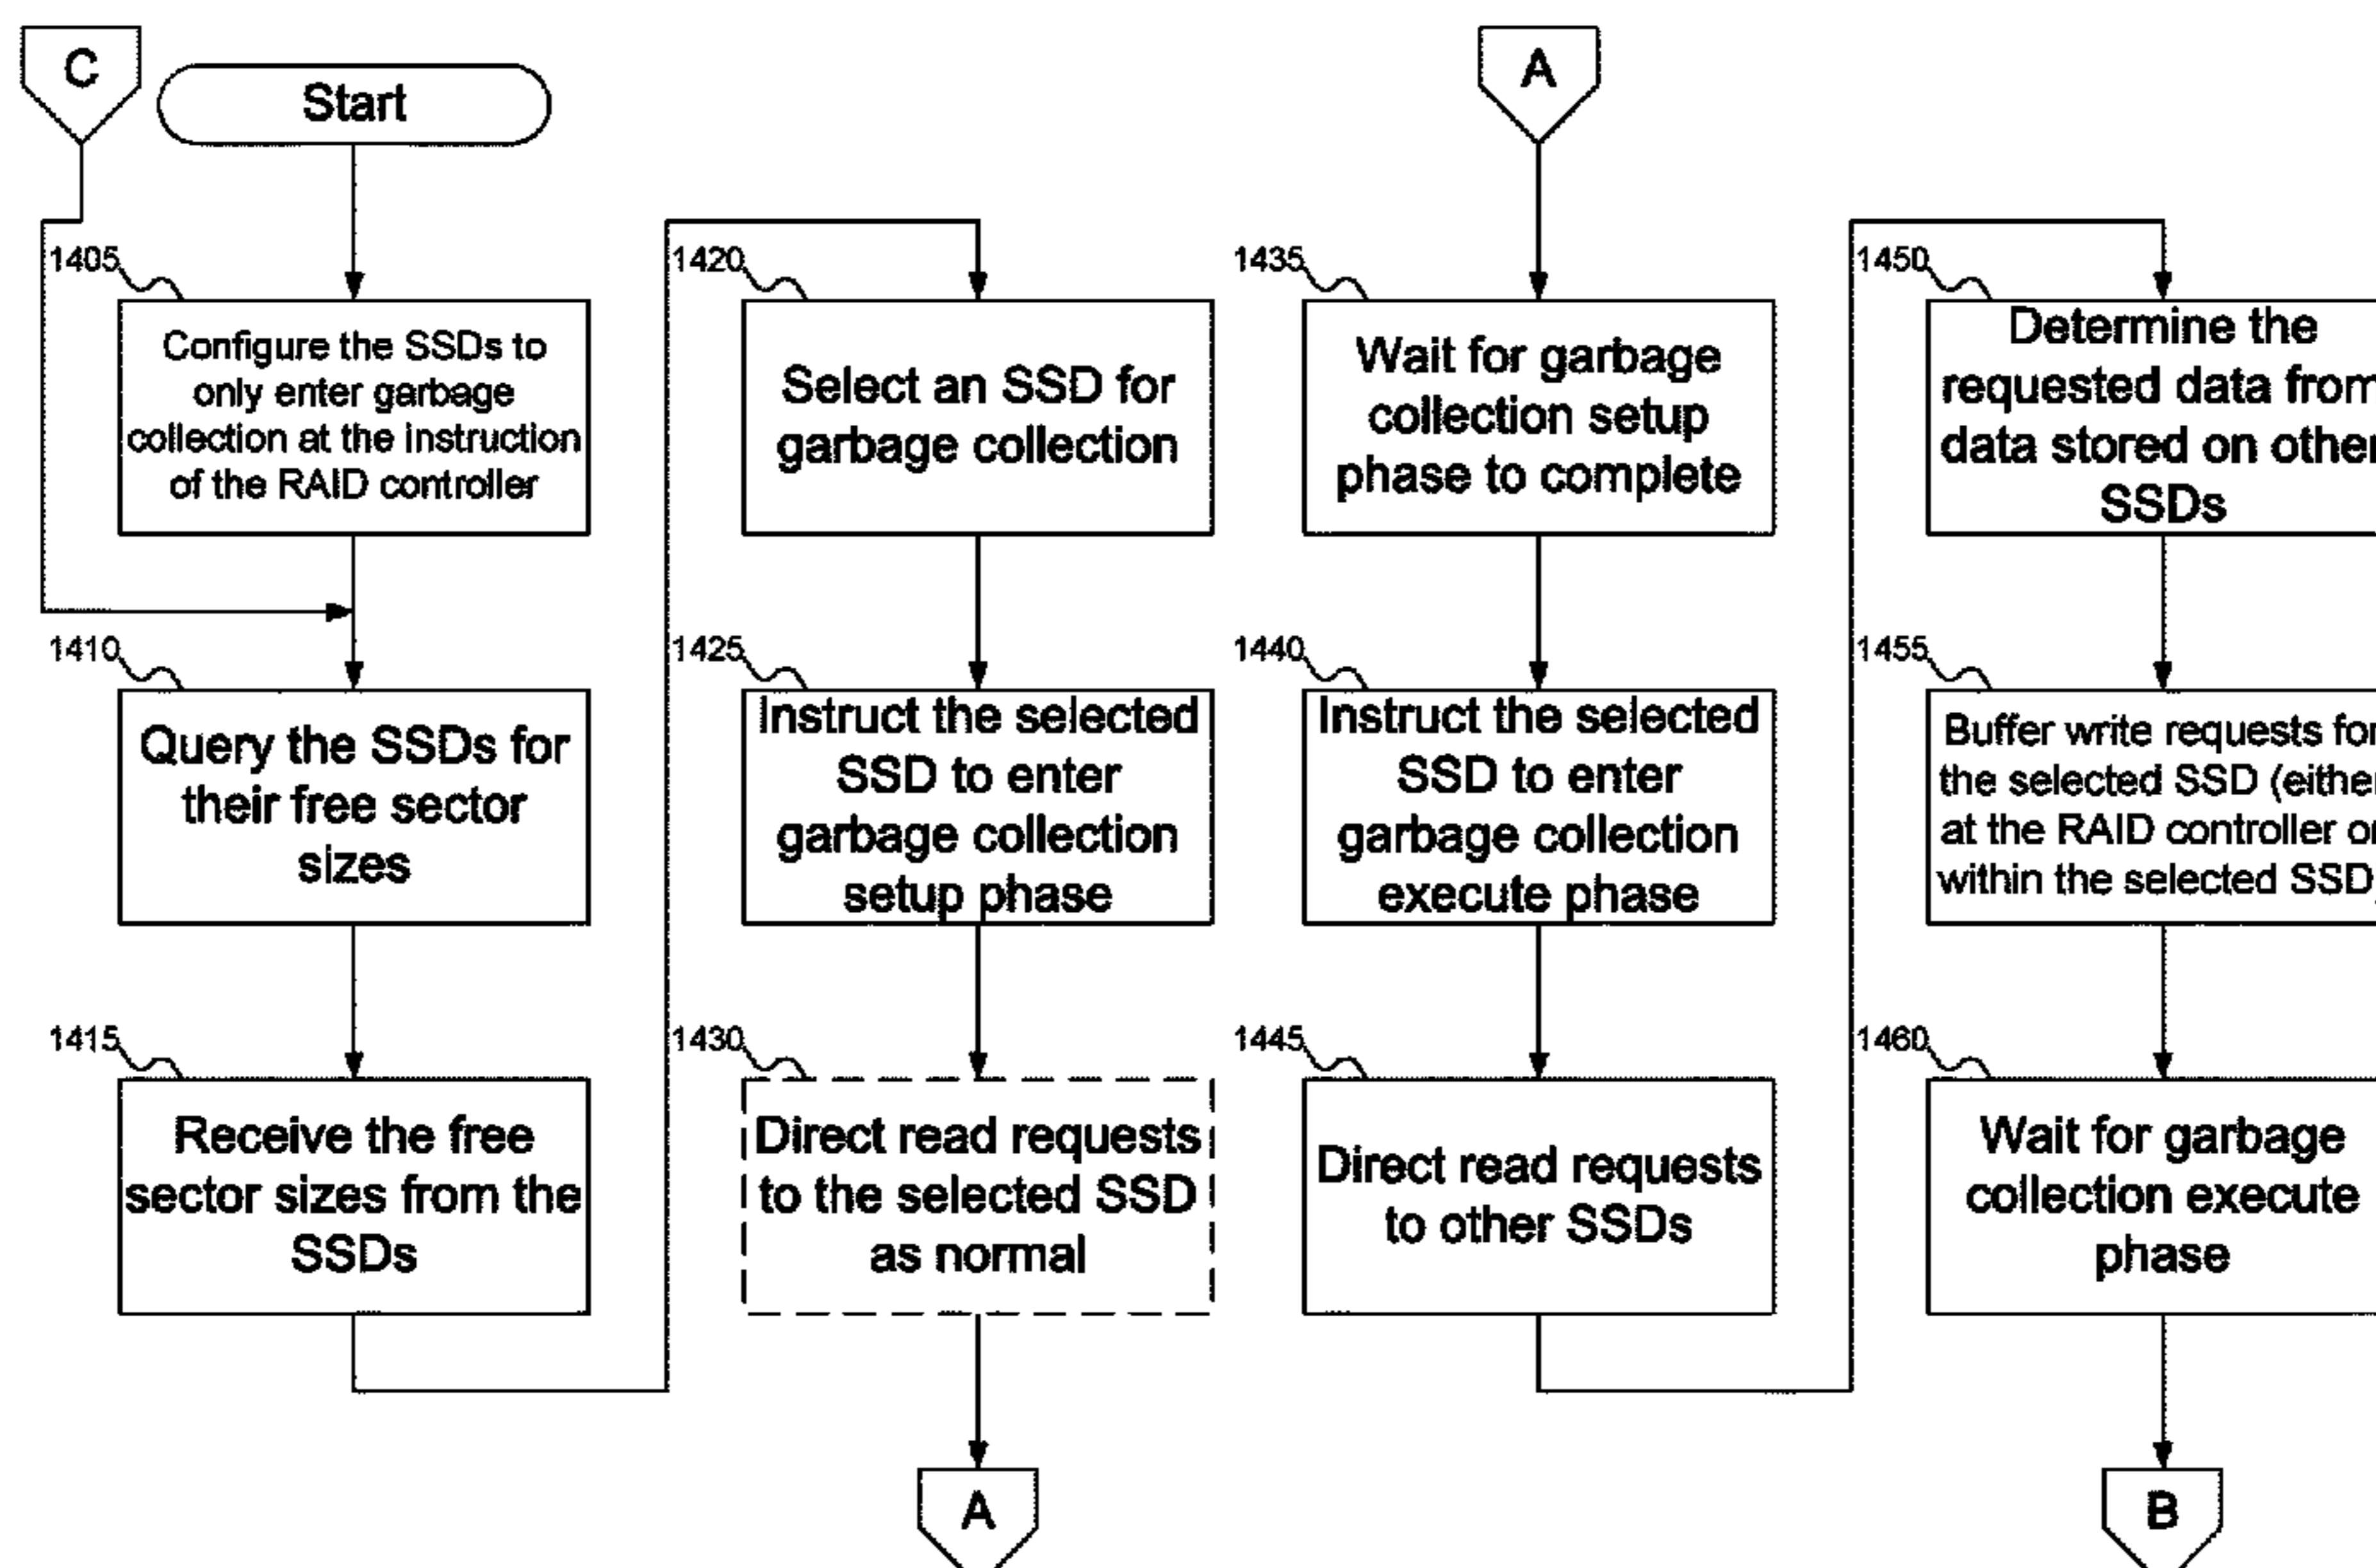 C
Start
1405
Configure the SSDs to
only enter garbage
collection at the instruction
of the RAID controller
1410
Query the SSDs for
their free sector
sizes
1415
Receive the free
sector sizes from the
SSDs
1420
Select an SSD for
garbage collection
1425
Instruct the selected
SSD to enter
garbage collection
setup phase
1430
Direct read requests
to the selected SSD
as normal
A
A
1435
Wait for garbage
collection setup
phase to complete
1440
Instruct the selected
SSD to enter
garbage collection
execute phase
1445
Direct read requests
to other SSDs
1450
Determine the
requested data from
data stored on other
SSDs
1455
Buffer write requests for
the selected SSD (either
at the RAID controller or
within the selected SSD)
1460
Wait for garbage
collection execute
phase
B